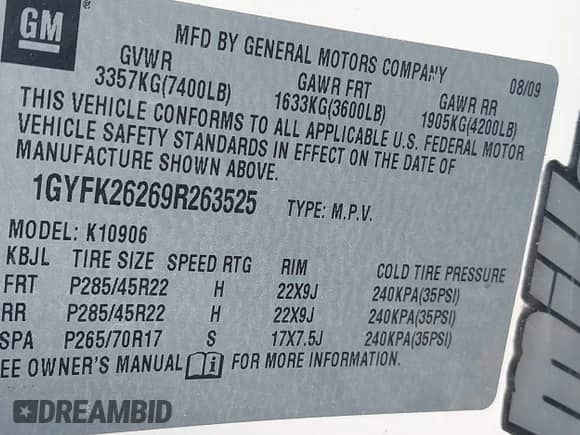 GM
®
MFD BY GENERAL MOTORS COMPANY
08/09
GVWR GAWR FRT GAWR RR
3357KG(7400LB) 1633KG(3600LB) 1905KG(4200LB)
THIS VEHICLE CONFORMS TO ALL APPLICABLE U.S. FEDERAL MOTOR
VEHICLE SAFETY STANDARDS IN EFFECT ON THE DATE OF
MANUFACTURE SHOWN ABOVE.
1GYFK26269R263525 TYPE: M.P.V.
MODEL: K10906
KBJL TIRE SIZE SPEED RTG RIM COLD TIRE PRESSURE
FRT P285/45R22 H 22X9J 240KPA(35PSI)
RR P285/45R22 H 22X9J 240KPA(35PSI)
SPA P265/70R17 S 17X7.5J 240KPA(35PSI)
EE OWNER'S MANUAL i FOR MORE INFORMATION.
DREAMBID